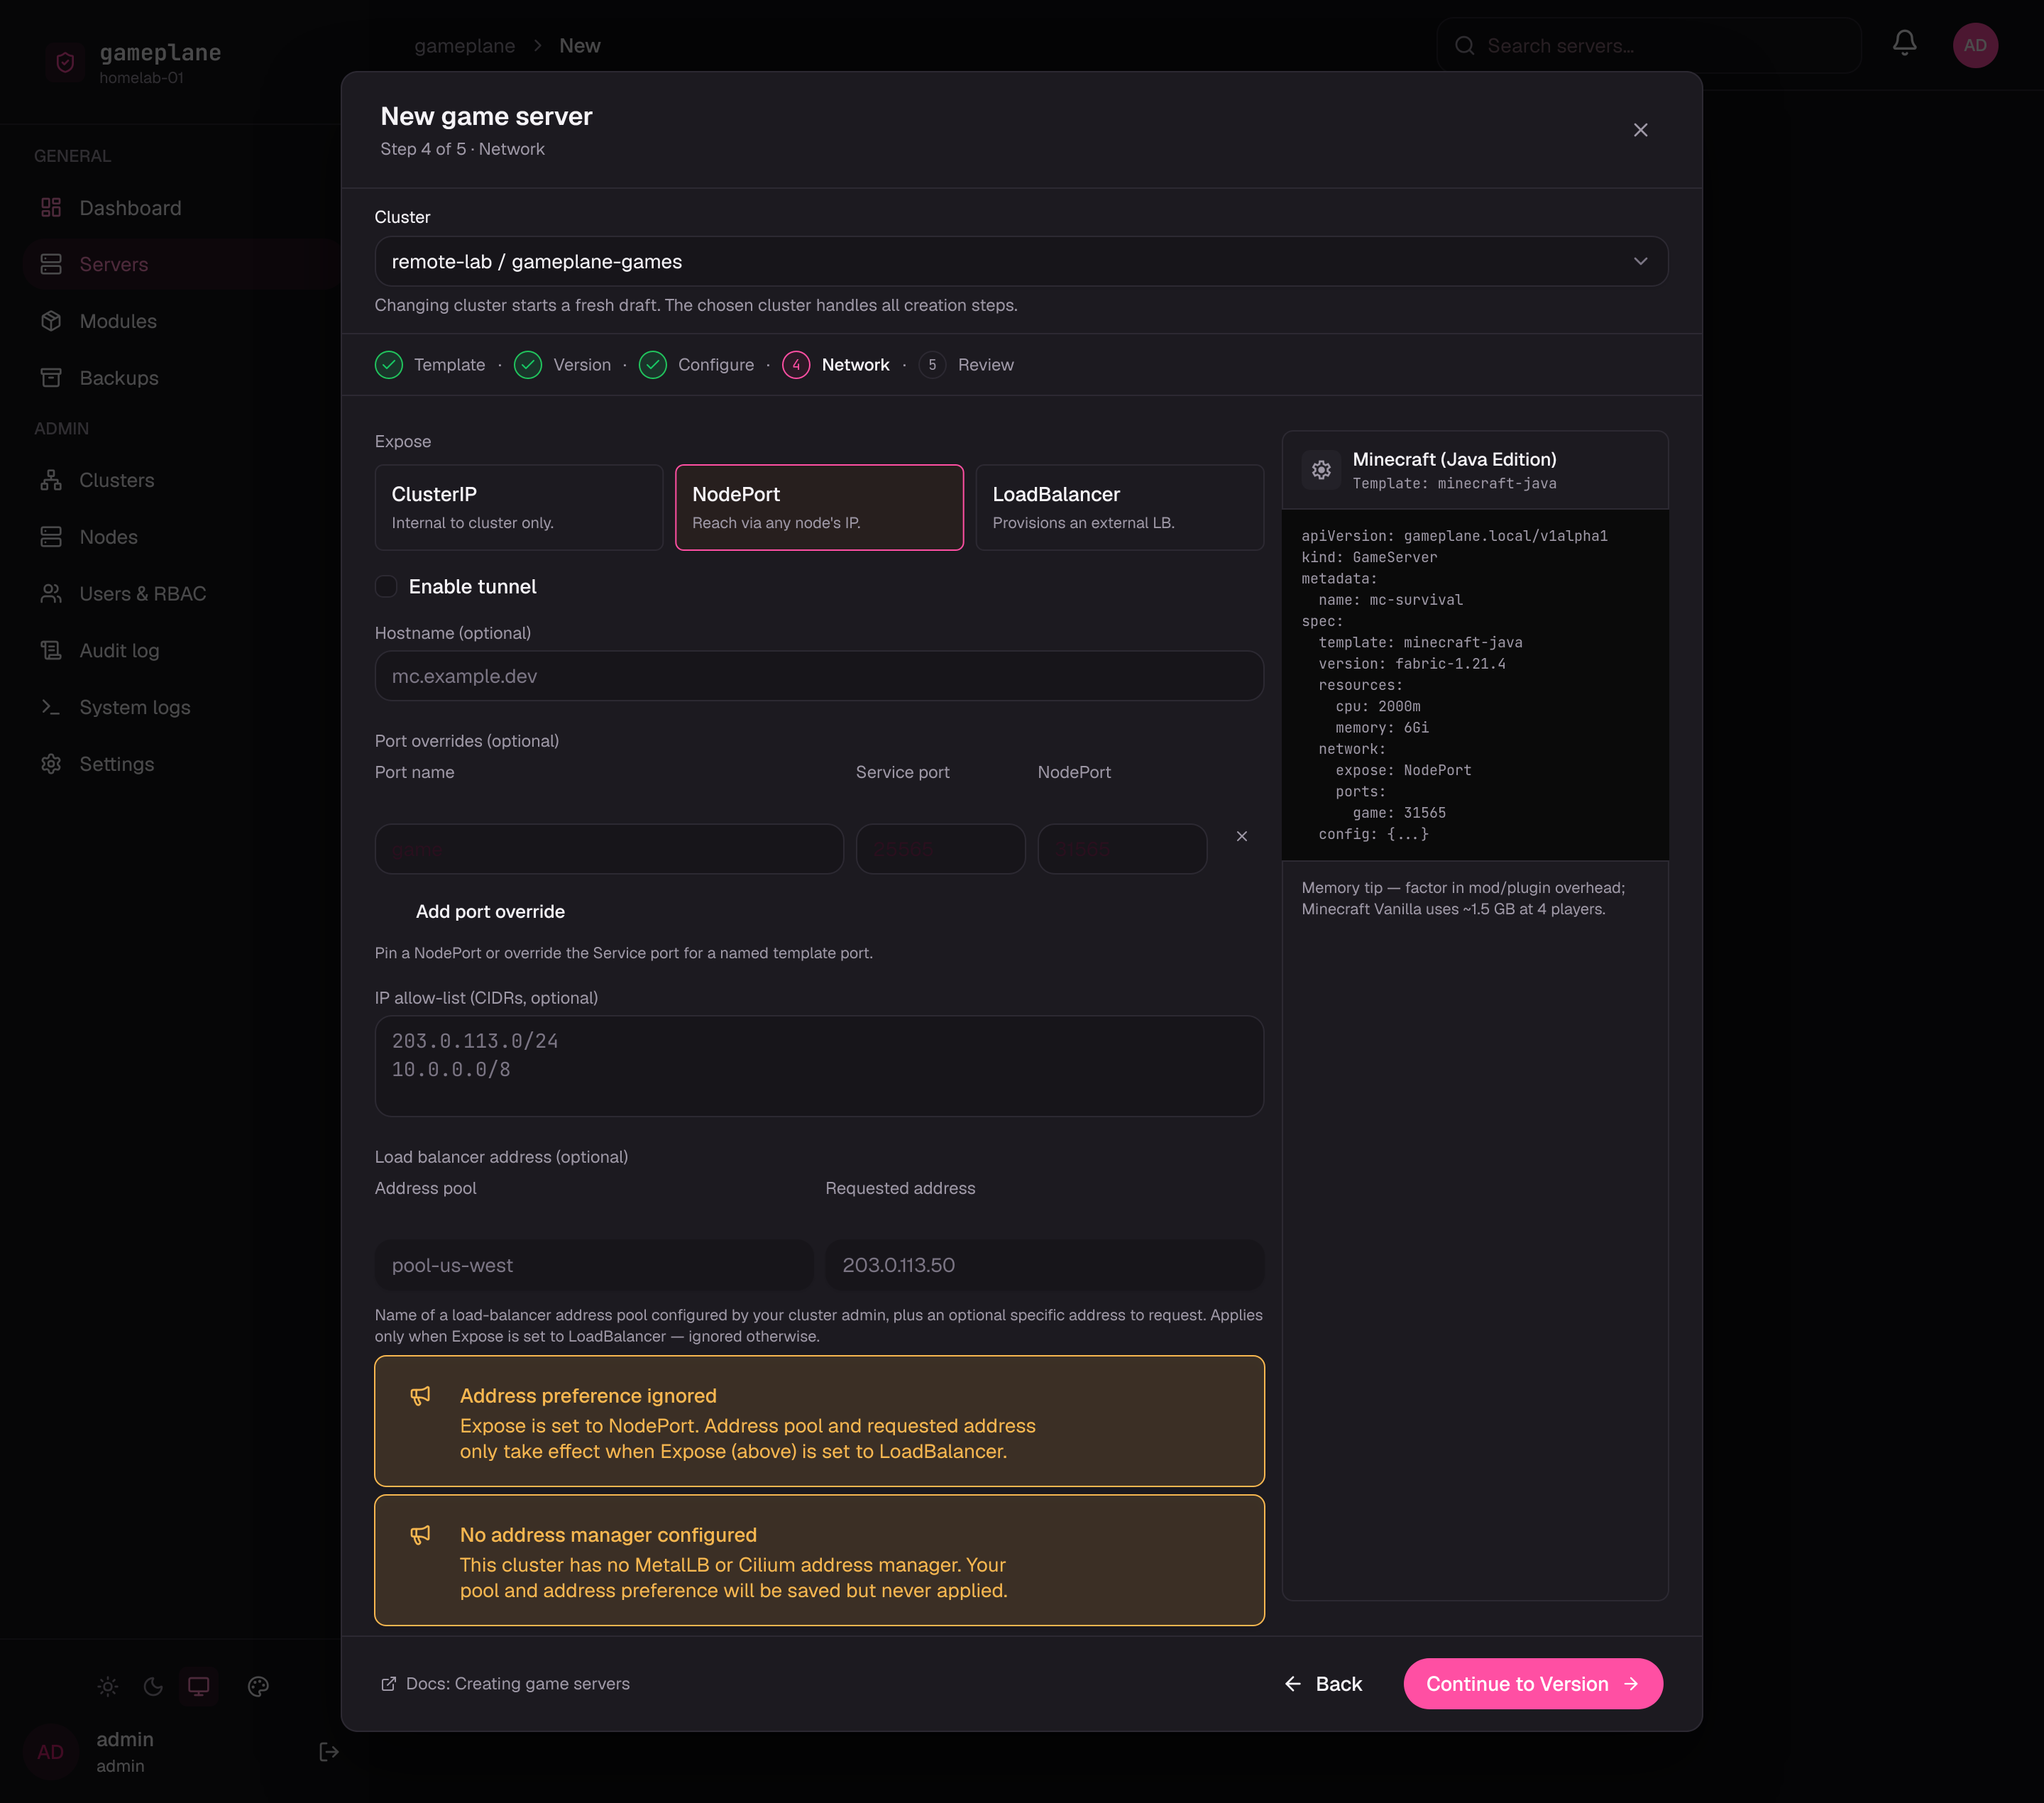 gameplane
homelab-01
gameplane > New
Search servers...
AD
GENERAL
Dashboard
Servers
Modules
Backups
ADMIN
Clusters
Nodes
Users & RBAC
Audit log
System logs
Settings
AD
admin
admin
New game server
Step 4 of 5 · Network
Cluster
remote-lab / gameplane-games
Changing cluster starts a fresh draft. The chosen cluster handles all creation steps.
Template · Version · Configure · 4 Network · 5 Review
Expose
ClusterIP
Internal to cluster only.
NodePort
Reach via any node's IP.
LoadBalancer
Provisions an external LB.
Enable tunnel
Hostname (optional)
mc.example.dev
Port overrides (optional)
Port name Service port NodePort
game 25565 31565
Add port override
Pin a NodePort or override the Service port for a named template port.
IP allow-list (CIDRs, optional)
203.0.113.0/24
10.0.0.0/8
Load balancer address (optional)
Address pool Requested address
pool-us-west 203.0.113.50
Name of a load-balancer address pool configured by your cluster admin, plus an optional specific address to request. Applies
only when Expose is set to LoadBalancer — ignored otherwise.
Address preference ignored
Expose is set to NodePort. Address pool and requested address
only take effect when Expose (above) is set to LoadBalancer.
No address manager configured
This cluster has no MetalLB or Cilium address manager. Your
pool and address preference will be saved but never applied.
Minecraft (Java Edition)
Template: minecraft-java
apiVersion: gameplane.local/v1alpha1
kind: GameServer
metadata:
name: mc-survival
spec:
template: minecraft-java
version: fabric-1.21.4
resources:
cpu: 2000m
memory: 6Gi
network:
expose: NodePort
ports:
game: 31565
config: {...}
Memory tip — factor in mod/plugin overhead;
Minecraft Vanilla uses ~1.5 GB at 4 players.
Docs: Creating game servers
Back
Continue to Version